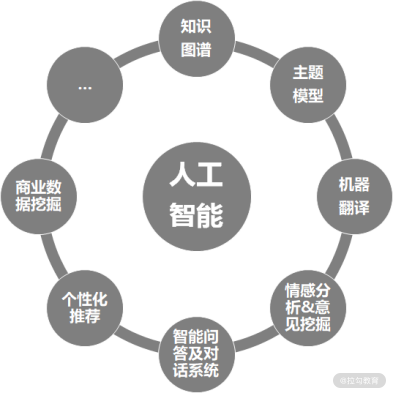 知识
图谱
主题
模型
机器
翻译
情感分
析&意
见挖掘
智能问
答及对
话系统
个性化
推荐
商业数
据挖掘
...
人工
智能
@拉勾教育